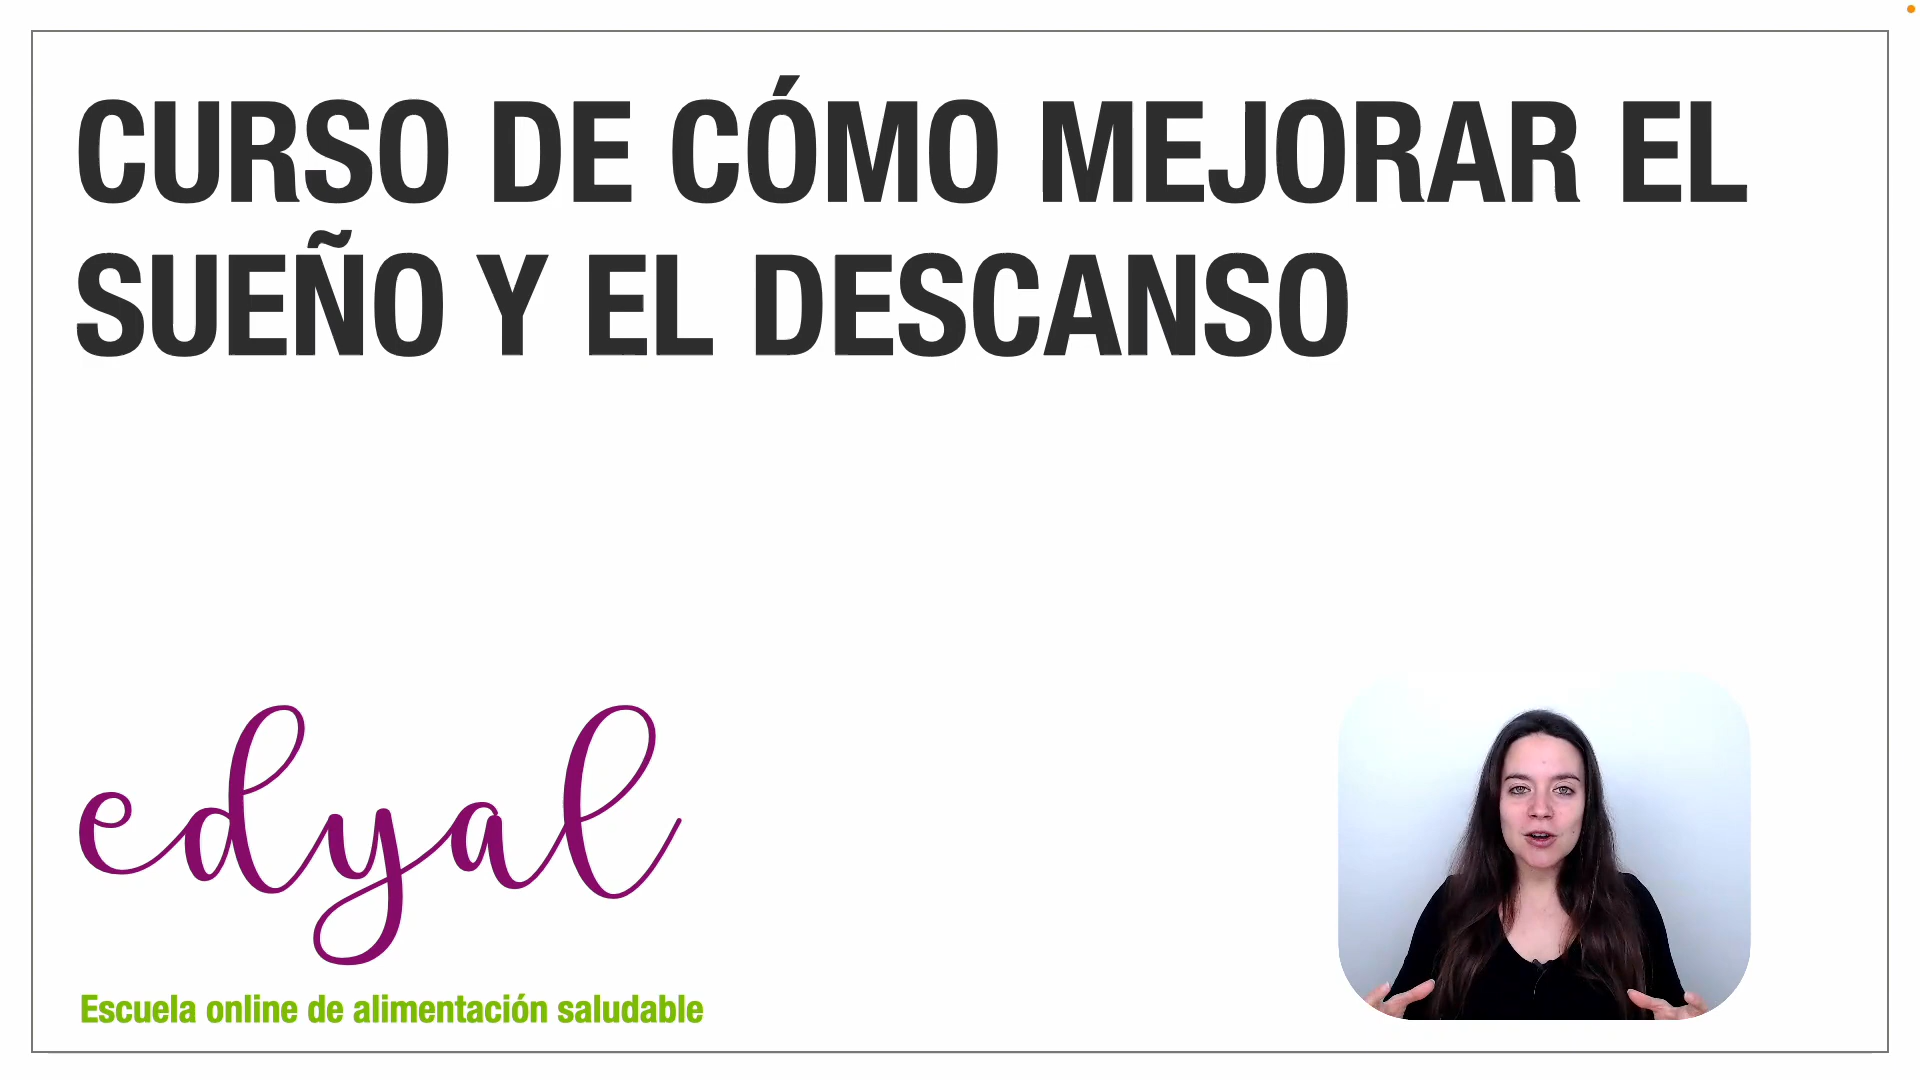 CURSO DE CÓMO MEJORAR EL
SUEÑO Y EL DESCANSO
edyal
Escuela online de alimentación saludable